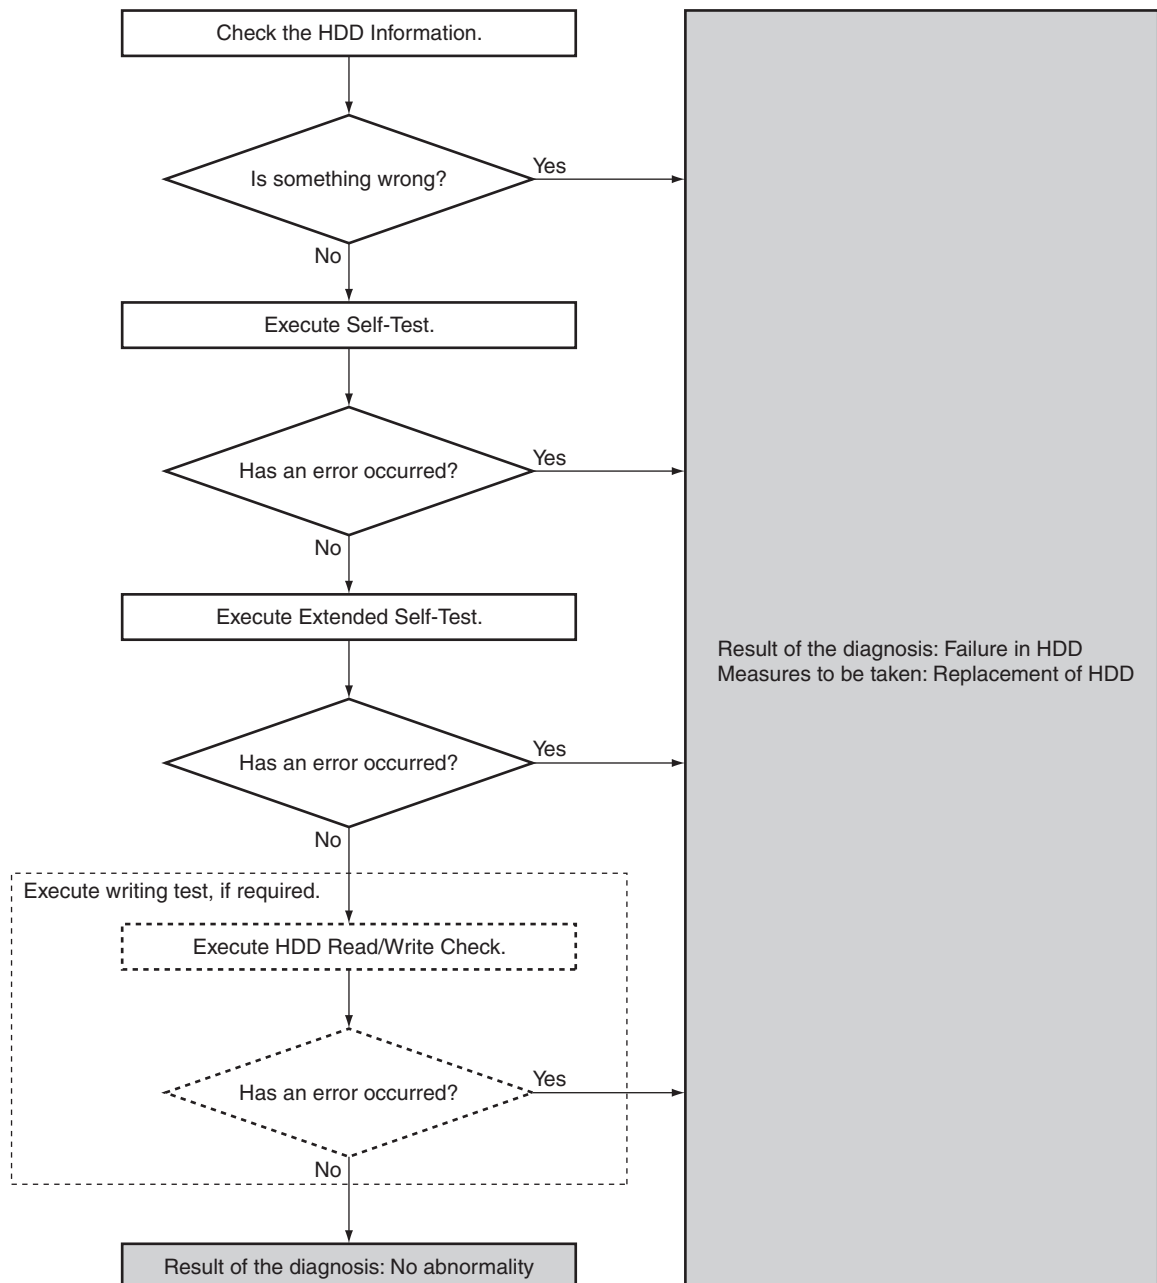 Check the HDD Information.
Is something wrong?
Yes
No
Execute Self-Test.
Has an error occurred?
Yes
No
Execute Extended Self-Test.
Result of the diagnosis: Failure in HDD
Measures to be taken: Replacement of HDD
Has an error occurred?
Yes
No
Execute writing test, if required.
Execute HDD Read/Write Check.
Has an error occurred?
Yes
No
Result of the diagnosis: No abnormality